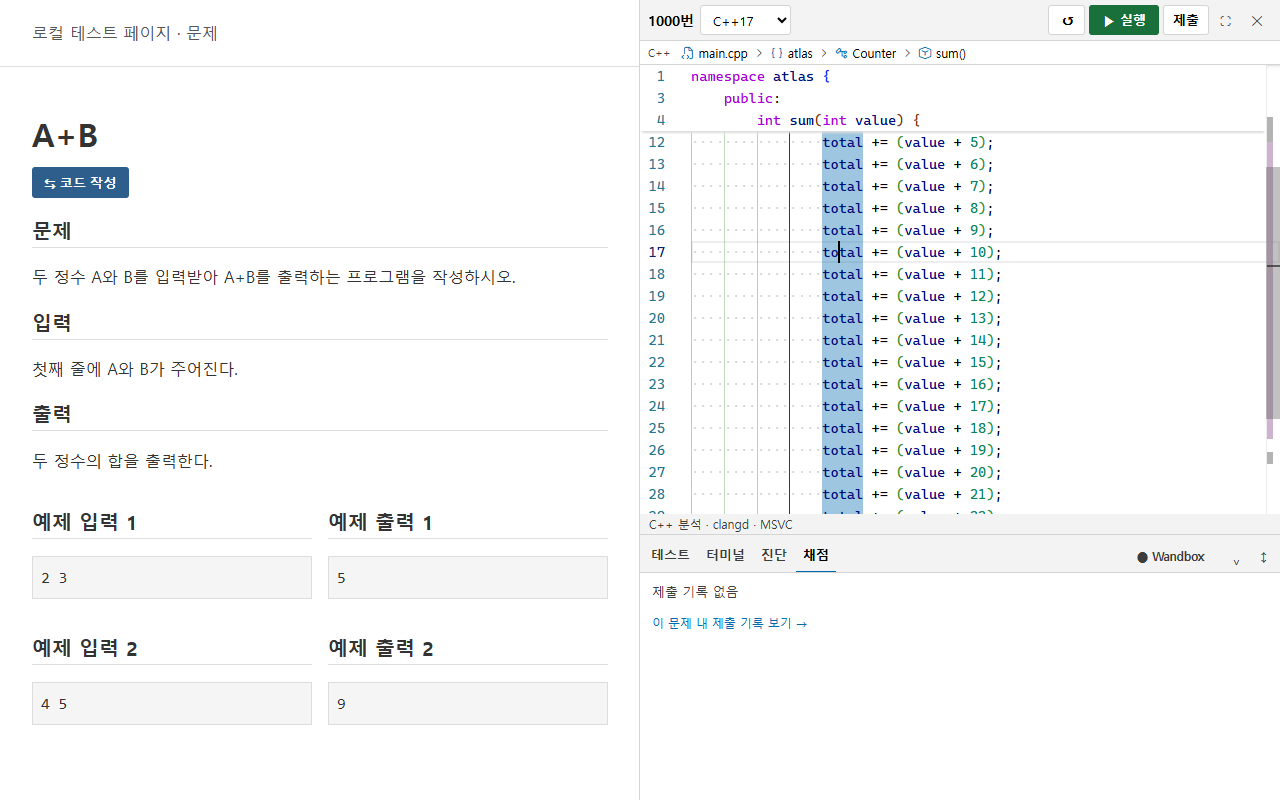 로컬 테스트 페이지 · 문제
A+B
⇆ 코드 작성
문제
두 정수 A와 B를 입력받아 A+B를 출력하는 프로그램을 작성하시오.
입력
첫째 줄에 A와 B가 주어진다.
출력
두 정수의 합을 출력한다.
예제 입력 1
예제 출력 1
2 3
5
예제 입력 2
예제 출력 2
4 5
9
1000번 C++17 ↺ ▶ 실행 제출
C++ main.cpp > { } atlas > Counter > sum()
1 namespace atlas {
3 public:
4 int sum(int value) {
12 total += (value + 5);
13 total += (value + 6);
14 total += (value + 7);
15 total += (value + 8);
16 total += (value + 9);
17 total += (value + 10);
18 total += (value + 11);
19 total += (value + 12);
20 total += (value + 13);
21 total += (value + 14);
22 total += (value + 15);
23 total += (value + 16);
24 total += (value + 17);
25 total += (value + 18);
26 total += (value + 19);
27 total += (value + 20);
28 total += (value + 21);
C++ 분석 · clangd · MSVC
테스트 터미널 진단 채점 ● Wandbox
제출 기록 없음
이 문제 내 제출 기록 보기 →